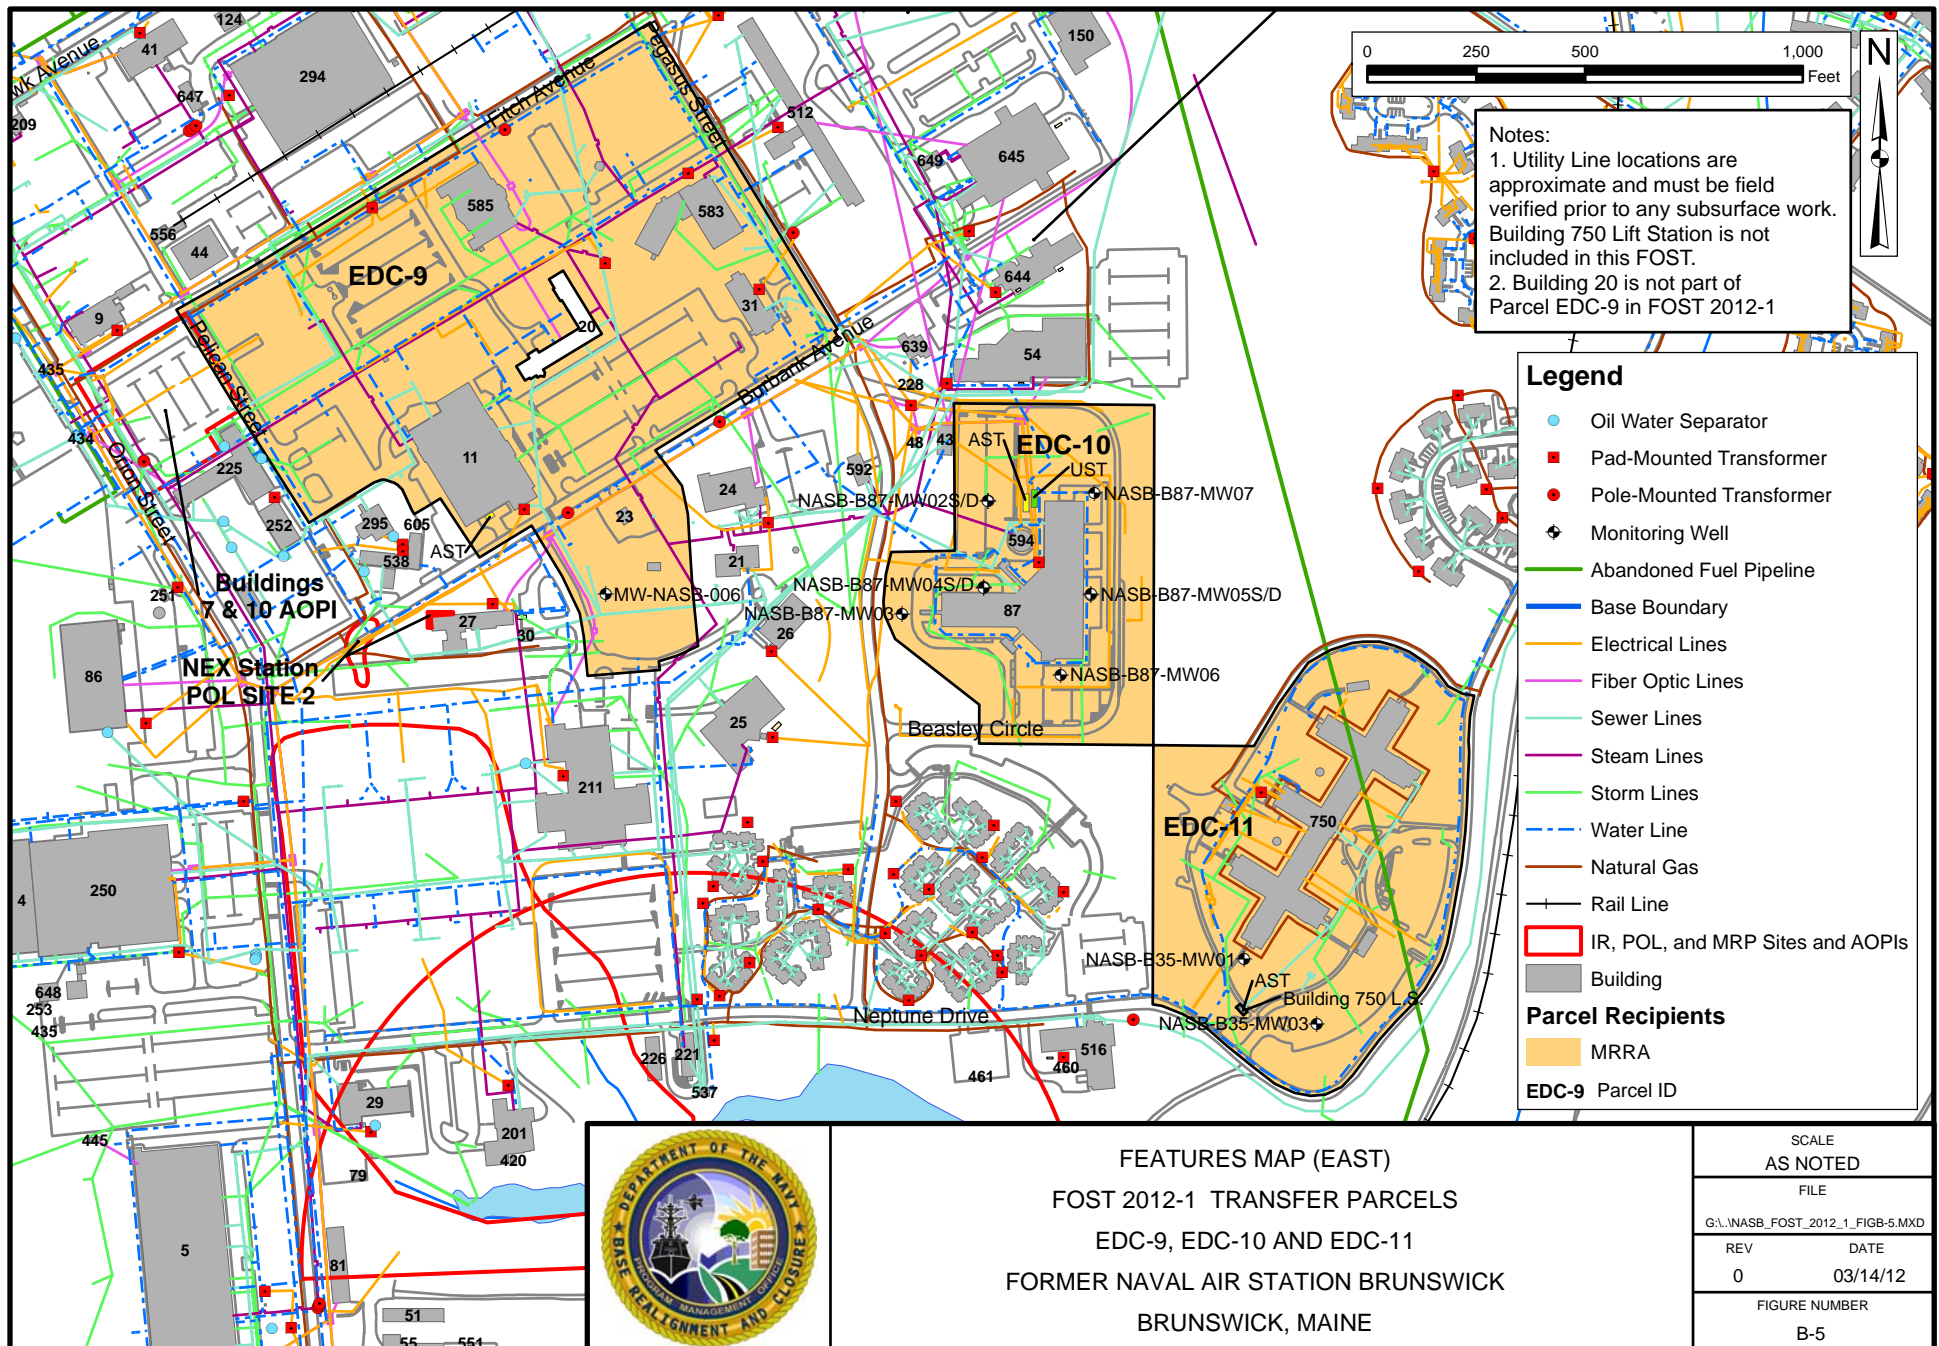 124
41
294
150
wk Avenue
647
209
Fitch Avenue
Pegasus Street
512
649
645
0 250 500 1,000
Feet
N
Notes:
1. Utility Line locations are
approximate and must be field
verified prior to any subsurface work.
Building 750 Lift Station is not
included in this FOST.
2. Building 20 is not part of
Parcel EDC-9 in FOST 2012-1
585
583
556
44
EDC-9
644
9
31
20
Pelican Street
Burbank Avenue
639
54
435
228
434
Orion Street
225
11
48
43
AST
EDC-10
UST
592
24
NASB-B87-MW02S/D
NASB-B87-MW07
23
252
295
605
AST
538
594
21
251
Buildings
7 & 10 AOPI
MW-NASB-006
NASB-B87-MW04S/D
NASB-B87-MW05S/D
NASB-B87-MW03
87
27
30
26
86
NEX Station
POL SITE 2
NASB-B87-MW06
25
Beasley Circle
211
EDC-11
750
4
250
NASB-B35-MW01
AST
Building 750 L.S.
NASB-B35-MW03
Neptune Drive
648
253
435
226
221
537
461
460
516
29
201
420
445
79
5
81
51
55
551
Legend
Oil Water Separator
Pad-Mounted Transformer
Pole-Mounted Transformer
Monitoring Well
Abandoned Fuel Pipeline
Base Boundary
Electrical Lines
Fiber Optic Lines
Sewer Lines
Steam Lines
Storm Lines
Water Line
Natural Gas
Rail Line
IR, POL, and MRP Sites and AOPIs
Building
Parcel Recipients
MRRA
EDC-9 Parcel ID
DEPARTMENT OF THE NAVY
BASE REALIGNMENT AND CLOSURE
PROGRAM MANAGEMENT OFFICE
FEATURES MAP (EAST)
FOST 2012-1 TRANSFER PARCELS
EDC-9, EDC-10 AND EDC-11
FORMER NAVAL AIR STATION BRUNSWICK
BRUNSWICK, MAINE
SCALE
AS NOTED
FILE
G:\..\NASB_FOST_2012_1_FIGB-5.MXD
REV DATE
0 03/14/12
FIGURE NUMBER
B-5